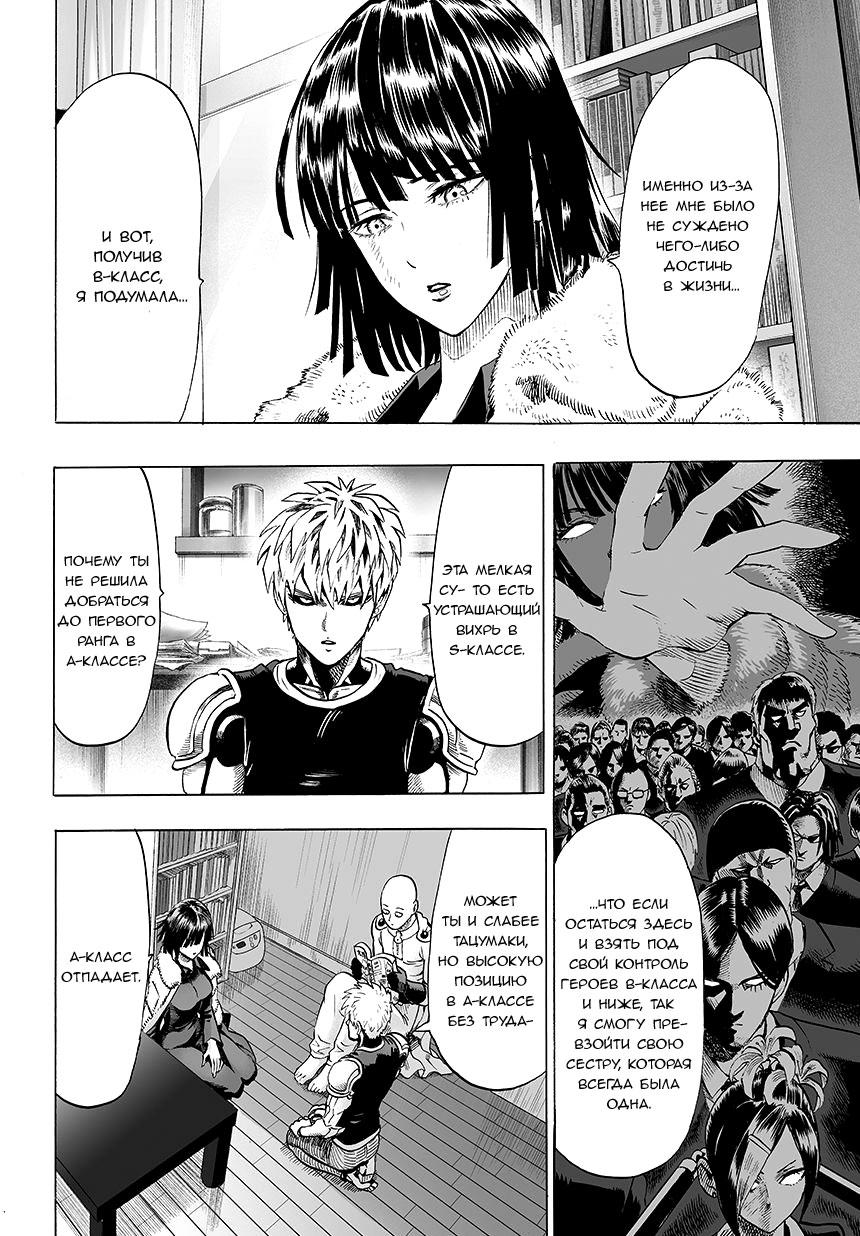 ИМЕННО ИЗ-ЗА
НЕЕ МНЕ БЫЛО
НЕ СУЖДЕНО
ЧЕГО-ЛИБО
ДОСТИЧЬ
В ЖИЗНИ...
И ВОТ,
ПОЛУЧИВ
В-КЛАСС,
Я ПОДУМАЛА...
...ЧТО ЕСЛИ
ОСТАТЬСЯ ЗДЕСЬ
И ВЗЯТЬ ПОД
СВОЙ КОНТРОЛЬ
ГЕРОЕВ В-КЛАССА
И НИЖЕ, ТАК
Я СМОГУ ПРЕ-
ВЗОЙТИ СВОЮ
СЕСТРУ, КОТОРАЯ
ВСЕГДА БЫЛА
ОДНА.
ЭТА МЕЛКАЯ
СУ- ТО ЕСТЬ
УСТРАШАЮЩИЙ
ВИХРЬ В
S-КЛАССЕ.
ПОЧЕМУ ТЫ
НЕ РЕШИЛА
ДОБРАТЬСЯ
ДО ПЕРВОГО
РАНГА В
А-КЛАССЕ?
МОЖЕТ
ТЫ И СЛАБЕЕ
ТАЦУМАКИ,
НО ВЫСОКУЮ
ПОЗИЦИЮ
В А-КЛАССЕ
БЕЗ ТРУДА-
А-КЛАСС
ОТПАДАЕТ.